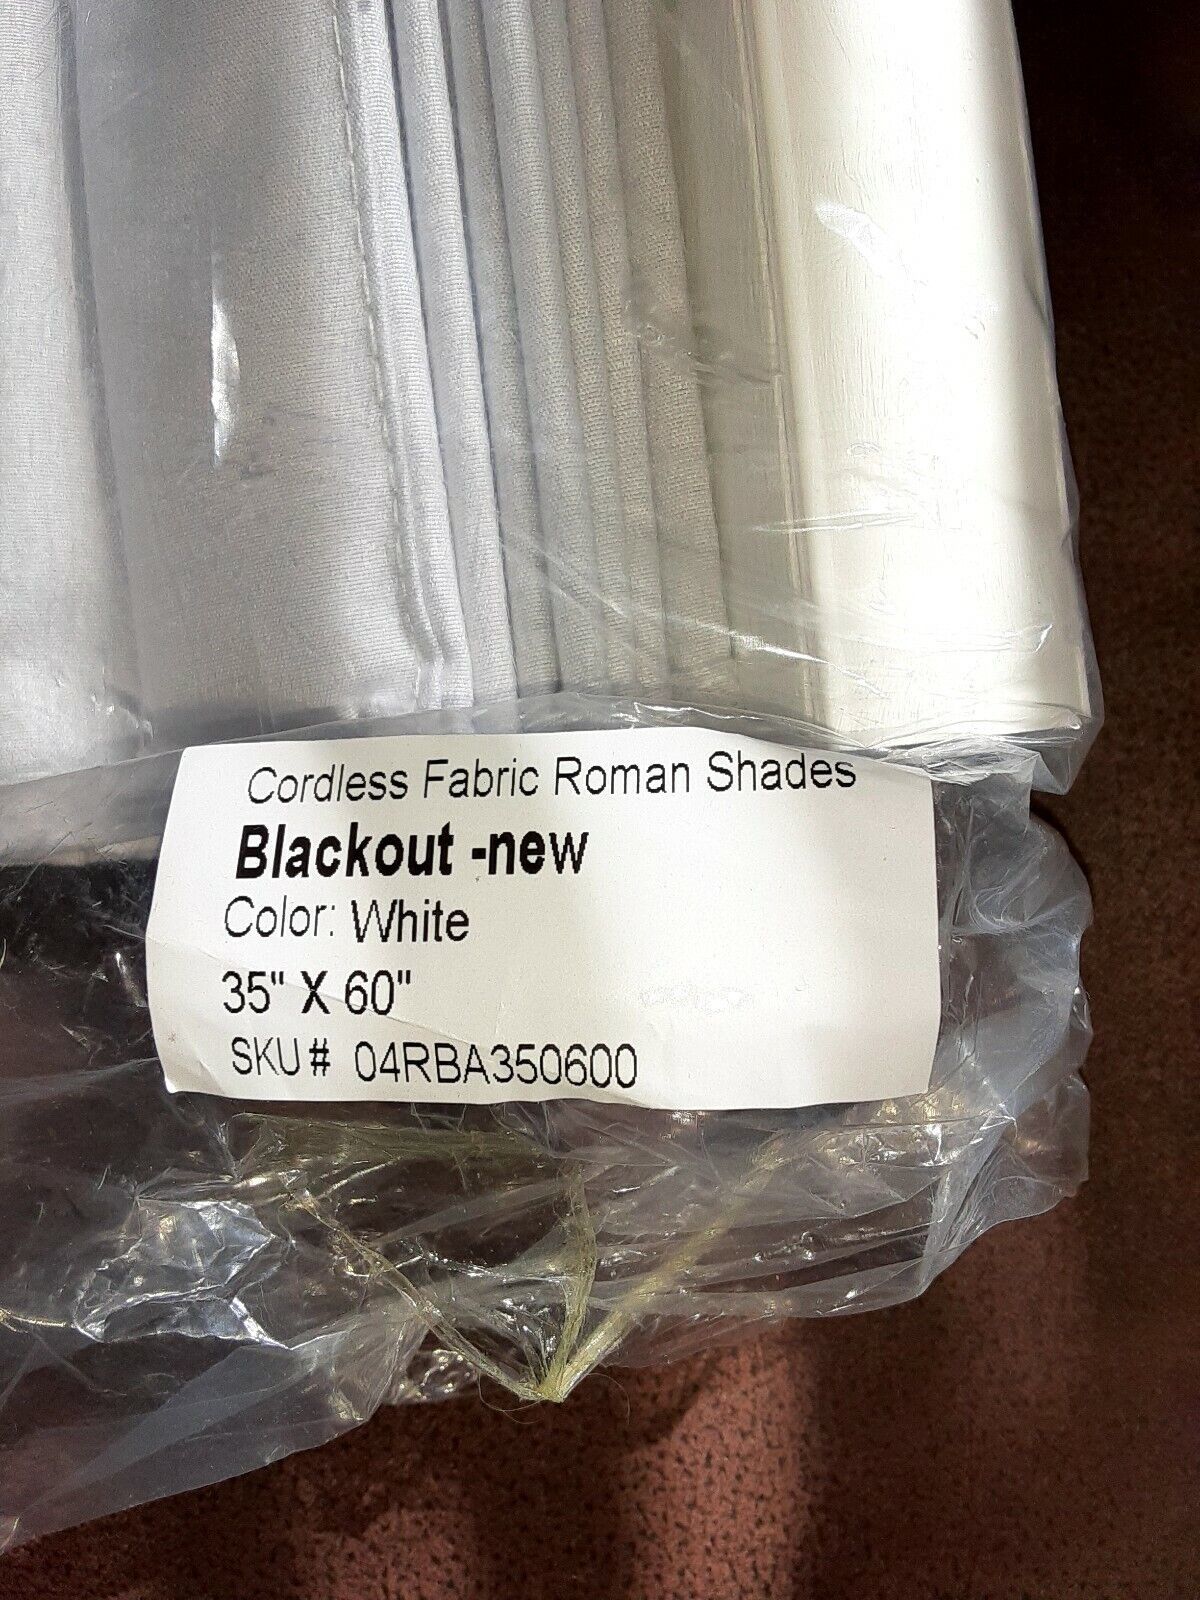 Cordless Fabric Roman Shades
Blackout -new
Color: White
35" X 60"
SKU # 04RBA350600